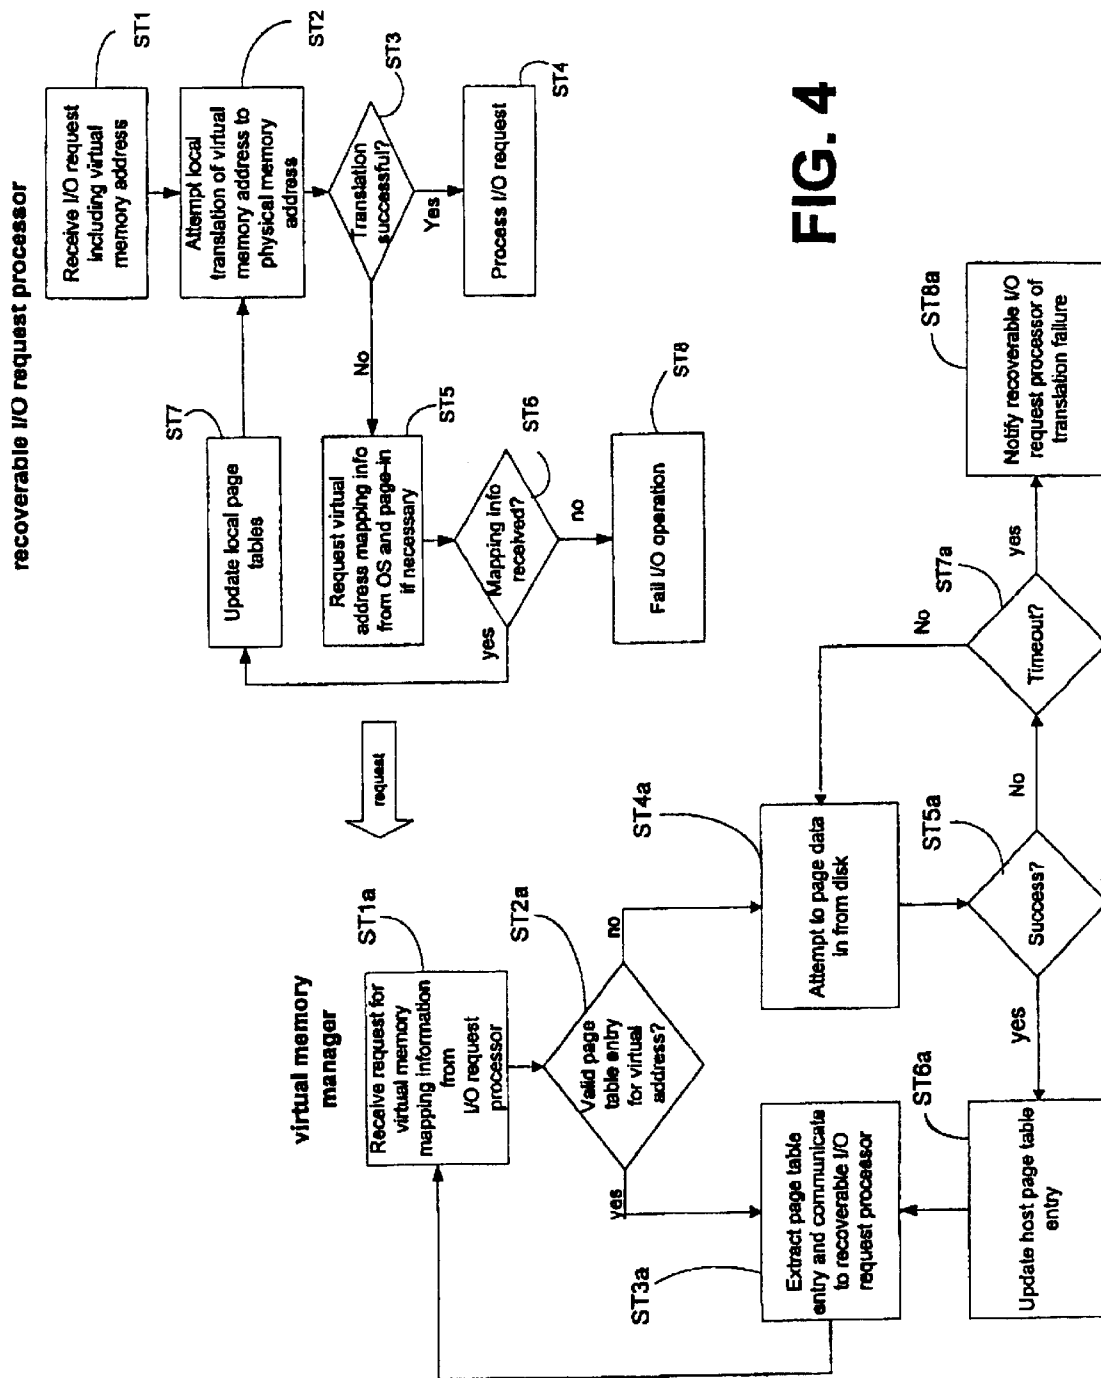 recoverable I/O request processor
Receive I/O request
including virtual
memory address
ST1
Attempt local
translation of virtual
memory address to
physical memory
address
ST2
Translation
successful?
ST3
Yes
Process I/O request
ST4
No
Request virtual
address mapping info
from OS and page-in
if necessary
ST5
Mapping info
received?
ST6
yes
Update local page
tables
ST7
no
Fail I/O operation
ST8
request
virtual memory
manager
Receive request for
virtual memory
mapping information
from
I/O request
processor
ST1a
Valid page
table entry
for virtual
address?
ST2a
yes
Extract page table
entry and communicate
to recoverable I/O
request processor
ST3a
no
Attempt to page data
in from disk
ST4a
Success?
ST5a
yes
Update host page table
entry
ST6a
No
Timeout?
ST7a
No
yes
Notify recoverable I/O
request processor of
translation failure
ST8a
FIG. 4